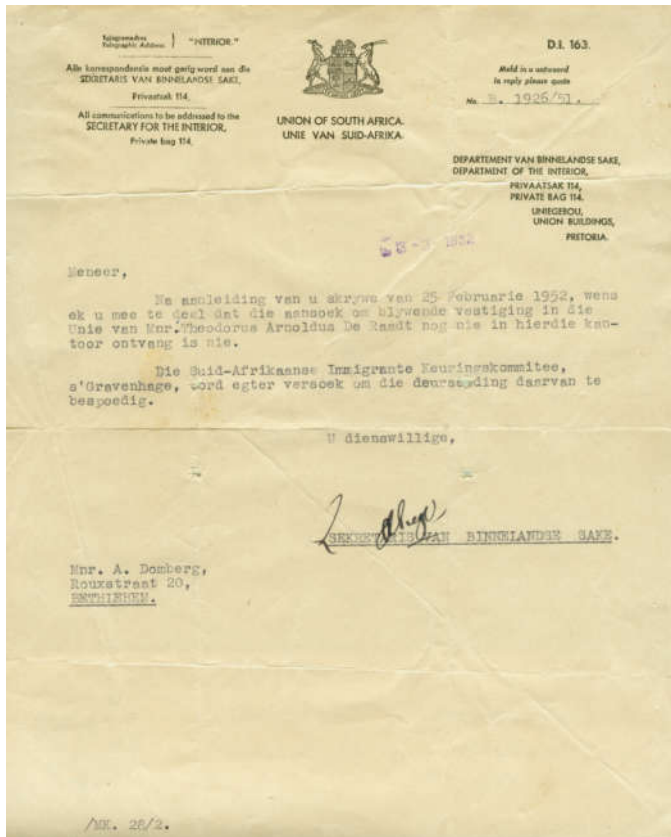 Telegramadres
Telegraphic Address } "INTERIOR."
Alle korrespondensie moet gerig word aan die
SEKRETARIS VAN BINNELANDSE SAKE,
Privaatsak 114,
All communications to be addressed to the
SECRETARY FOR THE INTERIOR,
Private bag 114,
UNION OF SOUTH AFRICA.
UNIE VAN SUID-AFRIKA.
D.I. 163.
Meld in u antwoord
In reply please quote
No. B. 1926/51.
DEPARTEMENT VAN BINNELANDSE SAKE,
DEPARTMENT OF THE INTERIOR,
PRIVAATSAK 114,
PRIVATE BAG 114.
UNIEGEBOU,
UNION BUILDINGS,
PRETORIA.
1952
Meneer,
Na aanleiding van u skrywe van 25 Februarie 1952, wens
ek u mee te deel dat die aansoek om blywende vestiging in die
Unie van Mnr. Theodorus Arnoldus De Raadt nog nie in hierdie kan-
toor ontvang is nie.
Die Suid-Afrikaanse Immigrante Keuringskommitee,
s'Gravenhage, word egter versoek om die deursending daarvan te
bespoedig.
U dienswillige,
SEKRETARIS VAN BINNELANDSE SAKE.
Mnr. A. Domberg,
Rouxstraat 20,
BETHLEHEM.
/MK. 28/2.